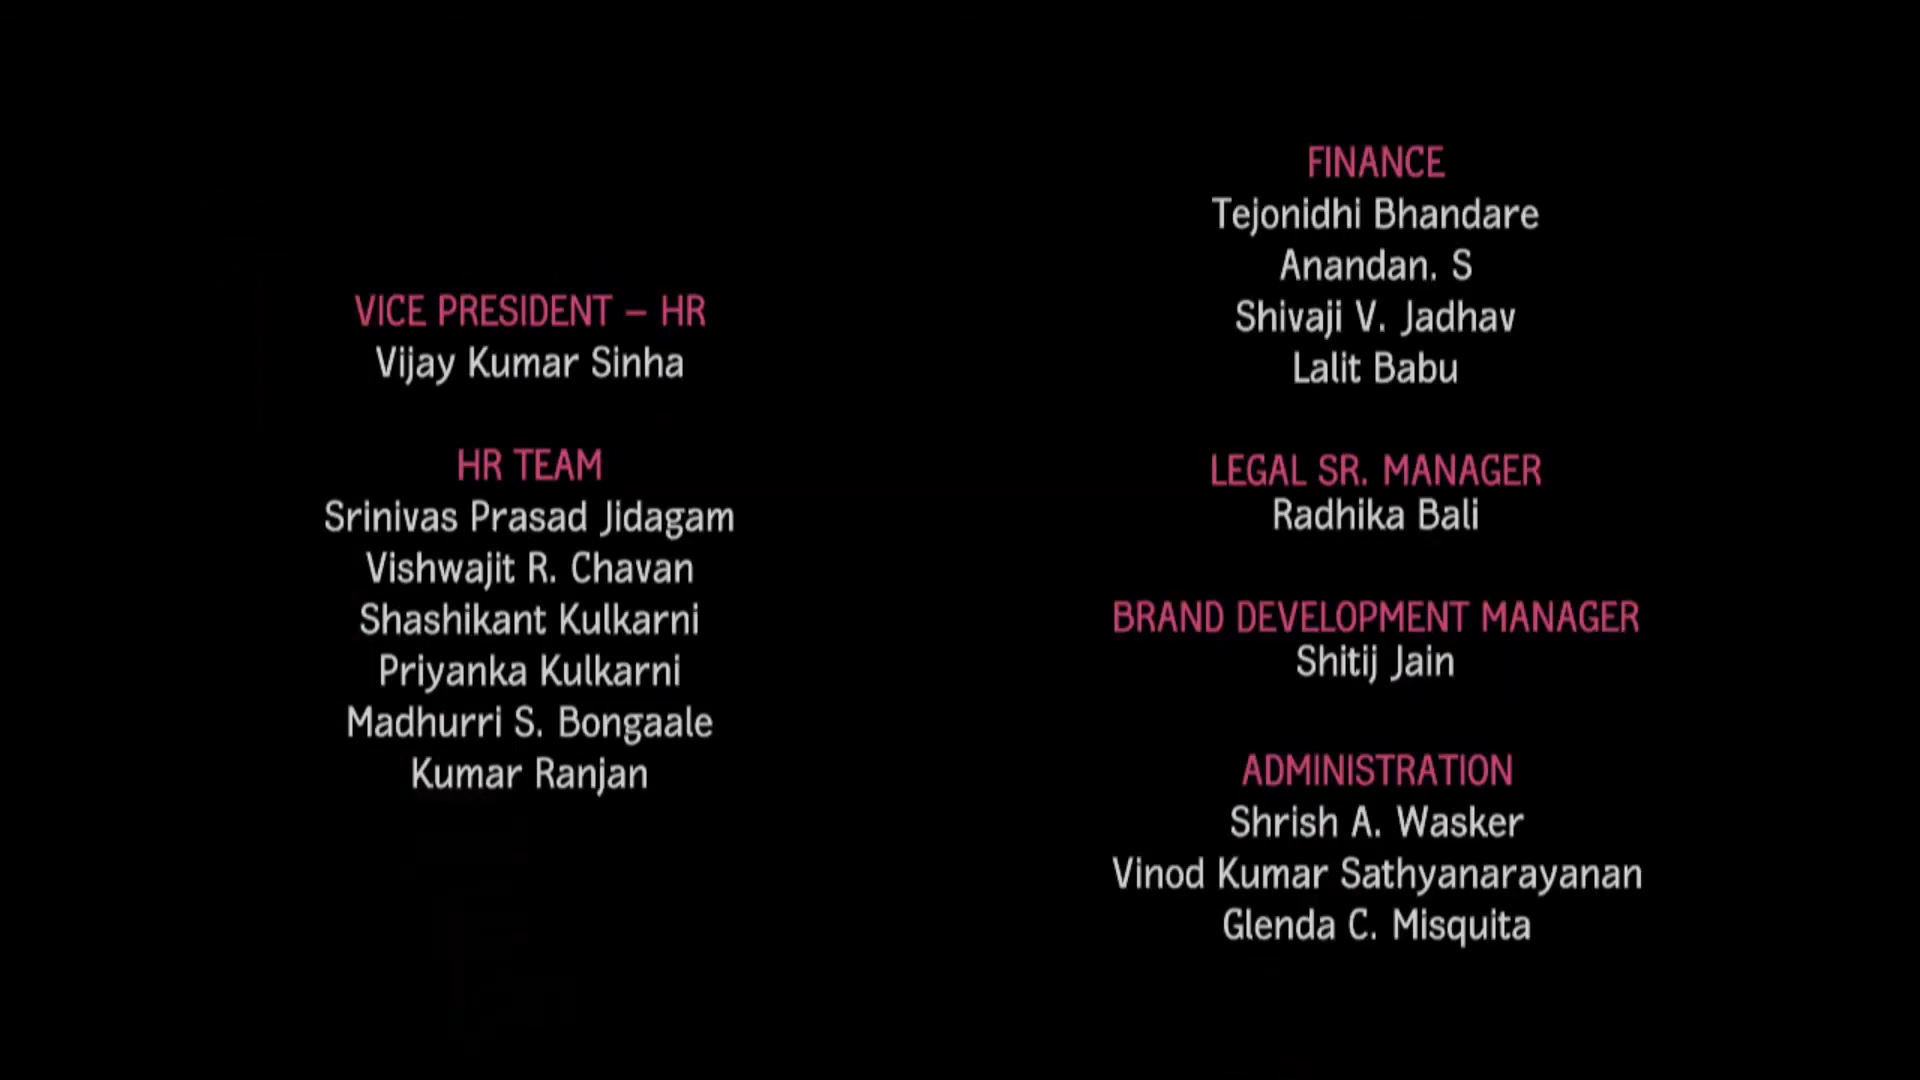 VICE PRESIDENT – HR
Vijay Kumar Sinha
HR TEAM
Srinivas Prasad Jidagam
Vishwajit R. Chavan
Shashikant Kulkarni
Priyanka Kulkarni
Madhurri S. Bongaale
Kumar Ranjan
FINANCE
Tejonidhi Bhandare
Anandan. S
Shivaji V. Jadhav
Lalit Babu
LEGAL SR. MANAGER
Radhika Bali
BRAND DEVELOPMENT MANAGER
Shitij Jain
ADMINISTRATION
Shrish A. Wasker
Vinod Kumar Sathyanarayanan
Glenda C. Misquita